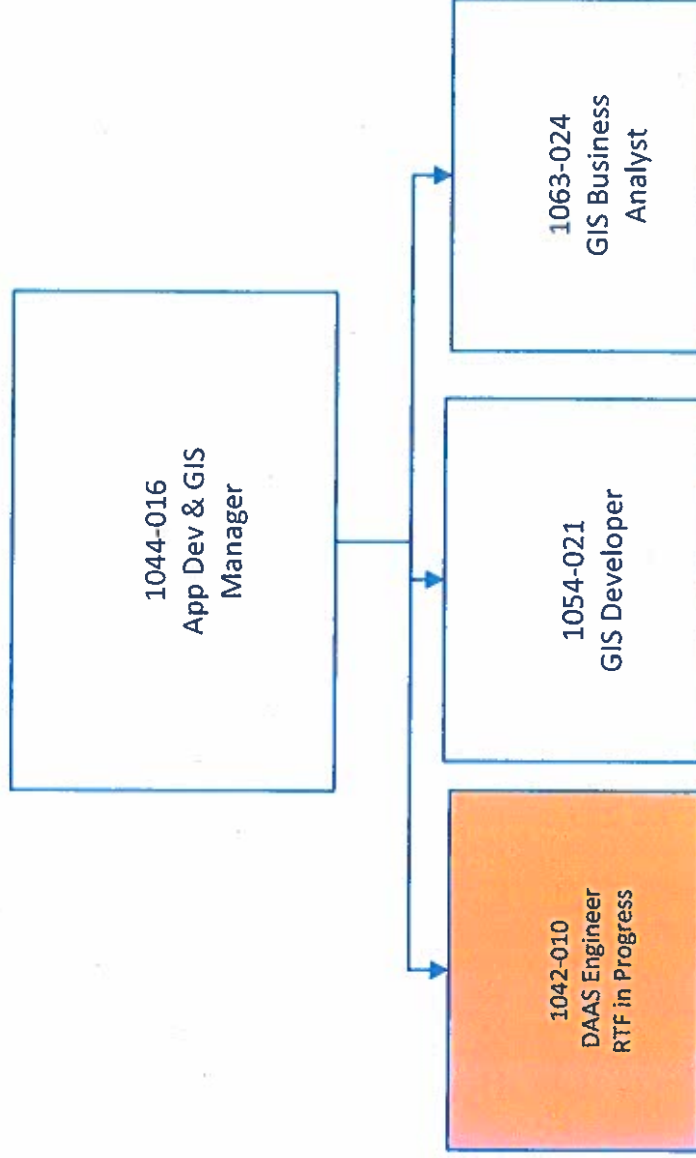 1044-016
App Dev & GIS
Manager
1042-010
DAAS Engineer
RTF in Progress
1054-021
GIS Developer
1063-024
GIS Business
Analyst